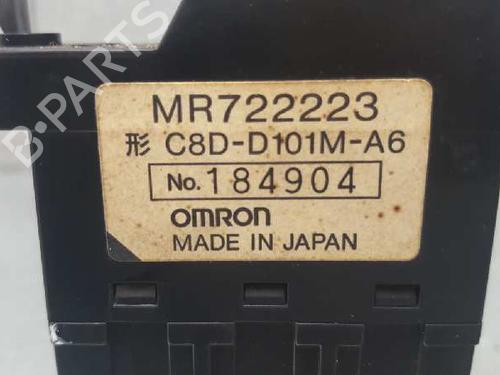 MR722223
形 C8D-D101M-A6
No. 184904
OMRON
MADE IN JAPAN
B-PARTS